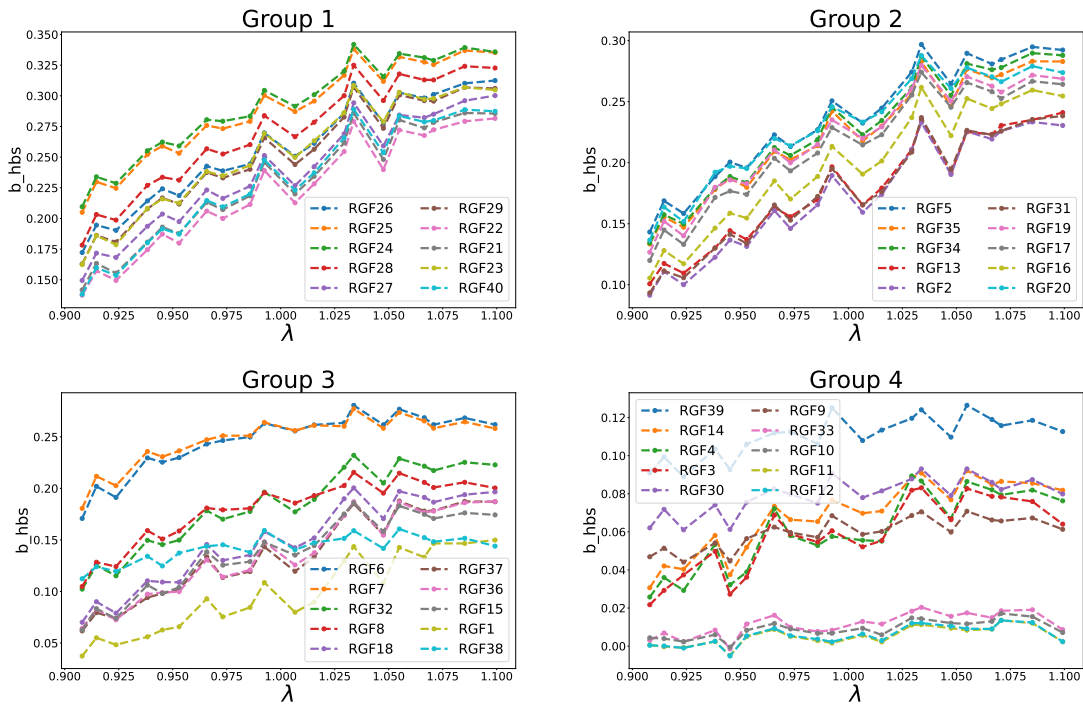 Group 1
b_hbs
0.350
0.325
0.300
0.275
0.250
0.225
0.200
0.175
0.150
RGF26 RGF29
RGF25 RGF22
RGF24 RGF21
RGF28 RGF23
RGF27 RGF40
0.900 0.925 0.950 0.975 1.000 1.025 1.050 1.075 1.100
λ
Group 2
b_hbs
0.30
0.25
0.20
0.15
0.10
RGF5 RGF31
RGF35 RGF19
RGF34 RGF17
RGF13 RGF16
RGF2 RGF20
0.900 0.925 0.950 0.975 1.000 1.025 1.050 1.075 1.100
λ
Group 3
b_hbs
0.25
0.20
0.15
0.10
0.05
RGF6 RGF37
RGF7 RGF36
RGF32 RGF15
RGF8 RGF1
RGF18 RGF38
0.900 0.925 0.950 0.975 1.000 1.025 1.050 1.075 1.100
λ
Group 4
b_hbs
0.12
0.10
0.08
0.06
0.04
0.02
0.00
RGF39 RGF9
RGF14 RGF33
RGF4 RGF10
RGF3 RGF11
RGF30 RGF12
0.900 0.925 0.950 0.975 1.000 1.025 1.050 1.075 1.100
λ